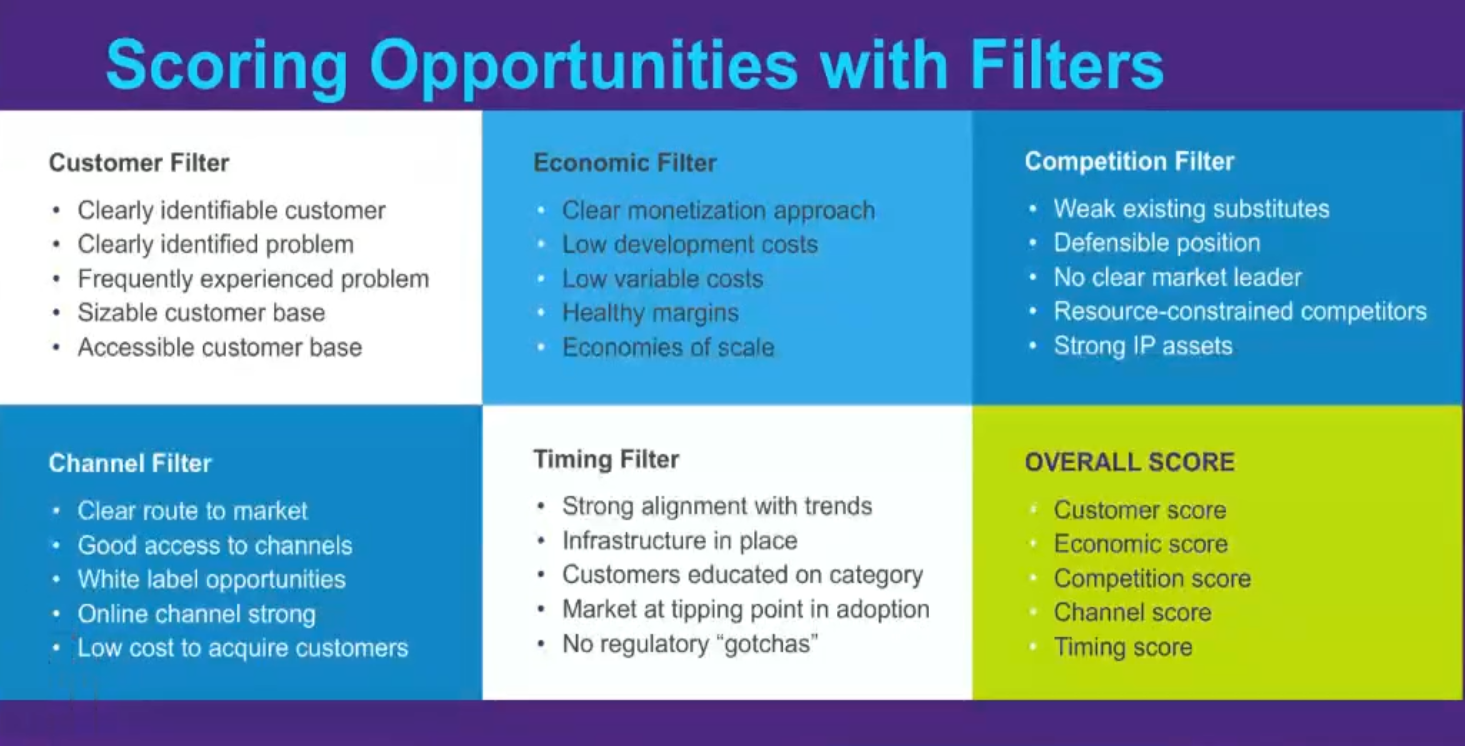 Scoring Opportunities with Filters
Customer Filter
• Clearly identifiable customer
• Clearly identified problem
• Frequently experienced problem
• Sizable customer base
• Accessible customer base
Economic Filter
• Clear monetization approach
• Low development costs
• Low variable costs
• Healthy margins
• Economies of scale
Competition Filter
• Weak existing substitutes
• Defensible position
• No clear market leader
• Resource-constrained competitors
• Strong IP assets
Channel Filter
• Clear route to market
• Good access to channels
• White label opportunities
• Online channel strong
• Low cost to acquire customers
Timing Filter
• Strong alignment with trends
• Infrastructure in place
• Customers educated on category
• Market at tipping point in adoption
• No regulatory “gotchas”
OVERALL SCORE
• Customer score
• Economic score
• Competition score
• Channel score
• Timing score